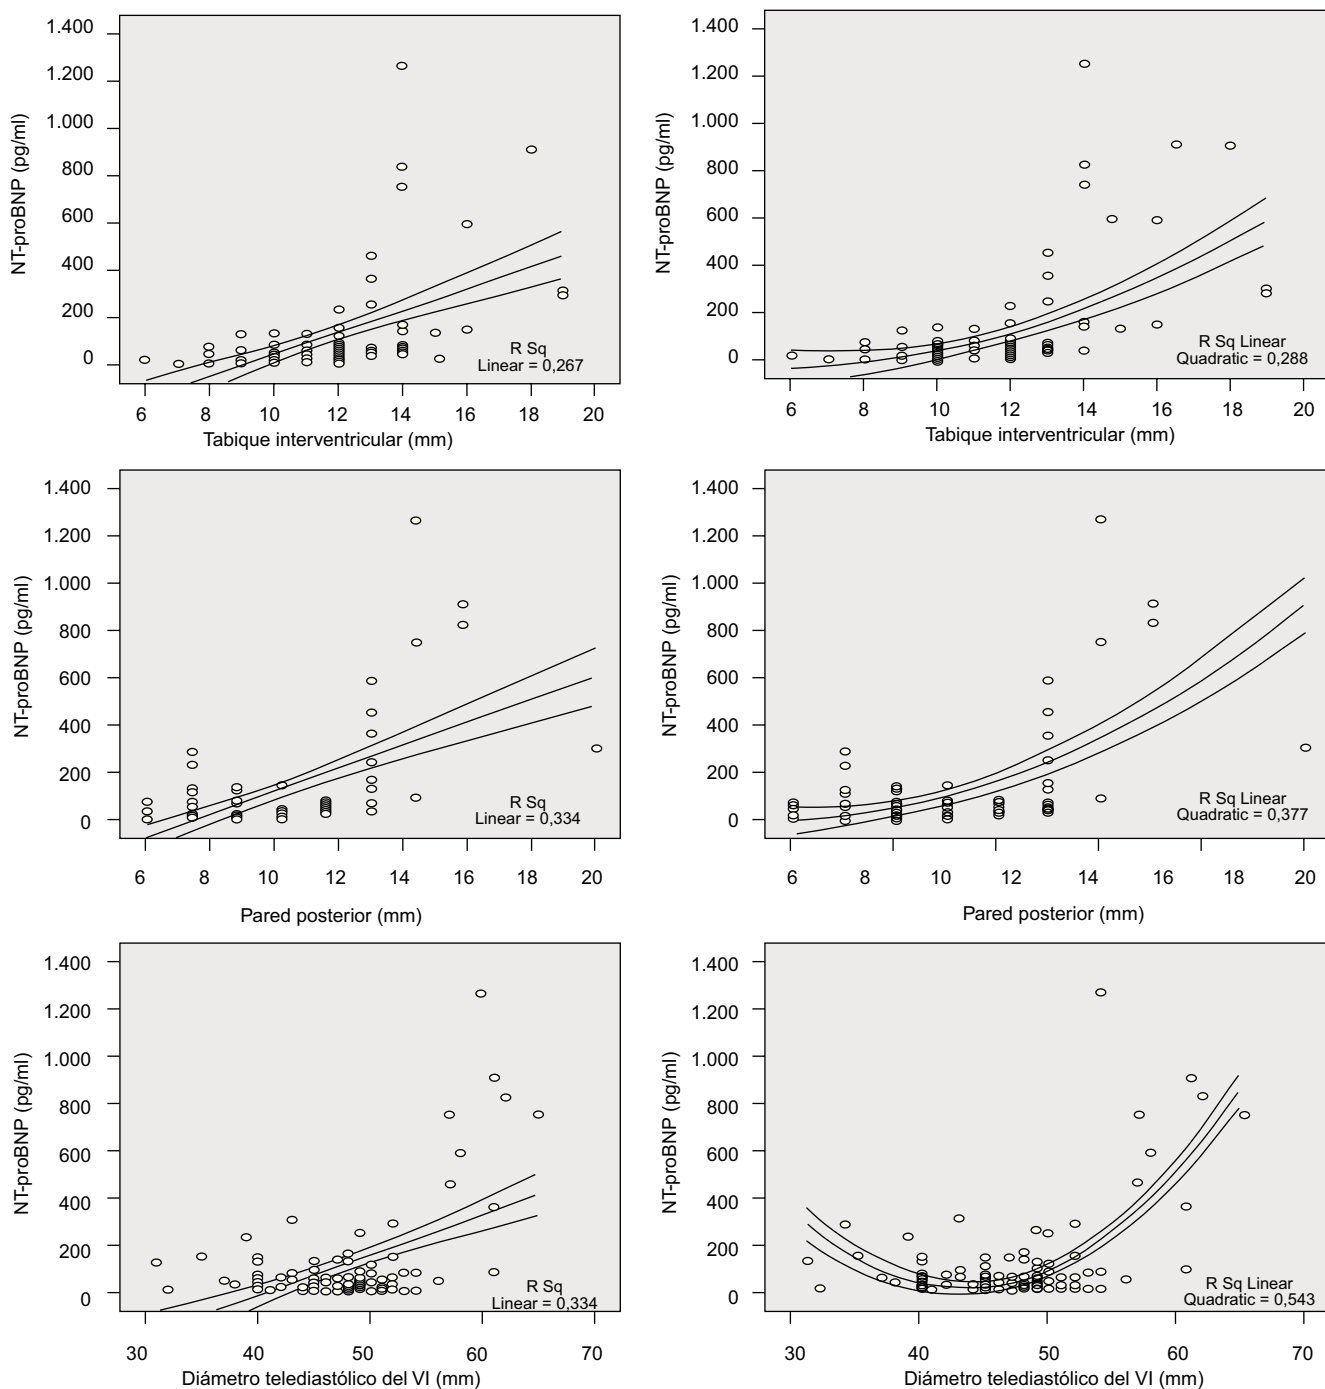 1.400
1.200
1.000
800
600
400
200
0
NT-proBNP (pg/ml)
R Sq
Linear = 0,267
6 8 10 12 14 16 18 20
Tabique interventricular (mm)
1.400
1.200
1.000
800
600
400
200
0
NT-proBNP (pg/ml)
R Sq Linear
Quadratic = 0,288
6 8 10 12 14 16 18 20
Tabique interventricular (mm)
1.400
1.200
1.000
800
600
400
200
0
NT-proBNP (pg/ml)
R Sq
Linear = 0,334
6 8 10 12 14 16 18 20
Pared posterior (mm)
1.400
1.200
1.000
800
600
400
200
0
NT-proBNP (pg/ml)
R Sq Linear
Quadratic = 0,377
6 8 10 12 14 16 18 20
Pared posterior (mm)
1.400
1.200
1.000
800
600
400
200
0
NT-proBNP (pg/ml)
R Sq
Linear = 0,334
30 40 50 60 70
Diámetro telediastólico del VI (mm)
1.400
1.200
1.000
800
600
400
200
0
NT-proBNP (pg/ml)
R Sq Linear
Quadratic = 0,543
30 40 50 60 70
Diámetro telediastólico del VI (mm)